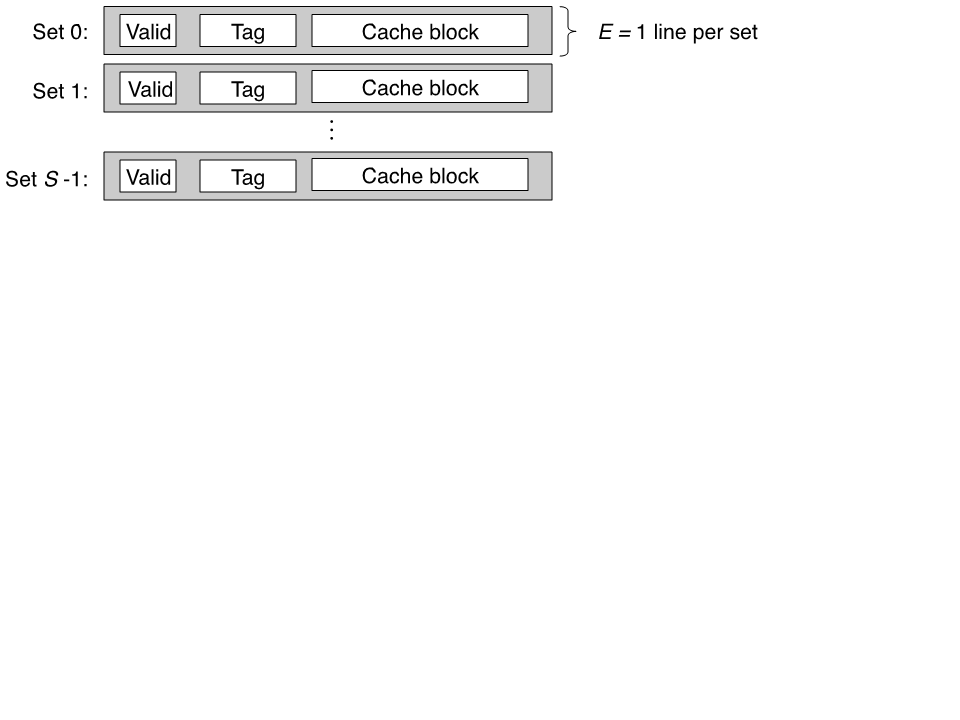 Set 0: Valid Tag Cache block E = 1 line per set
Set 1: Valid Tag Cache block
⋮
Set S -1: Valid Tag Cache block